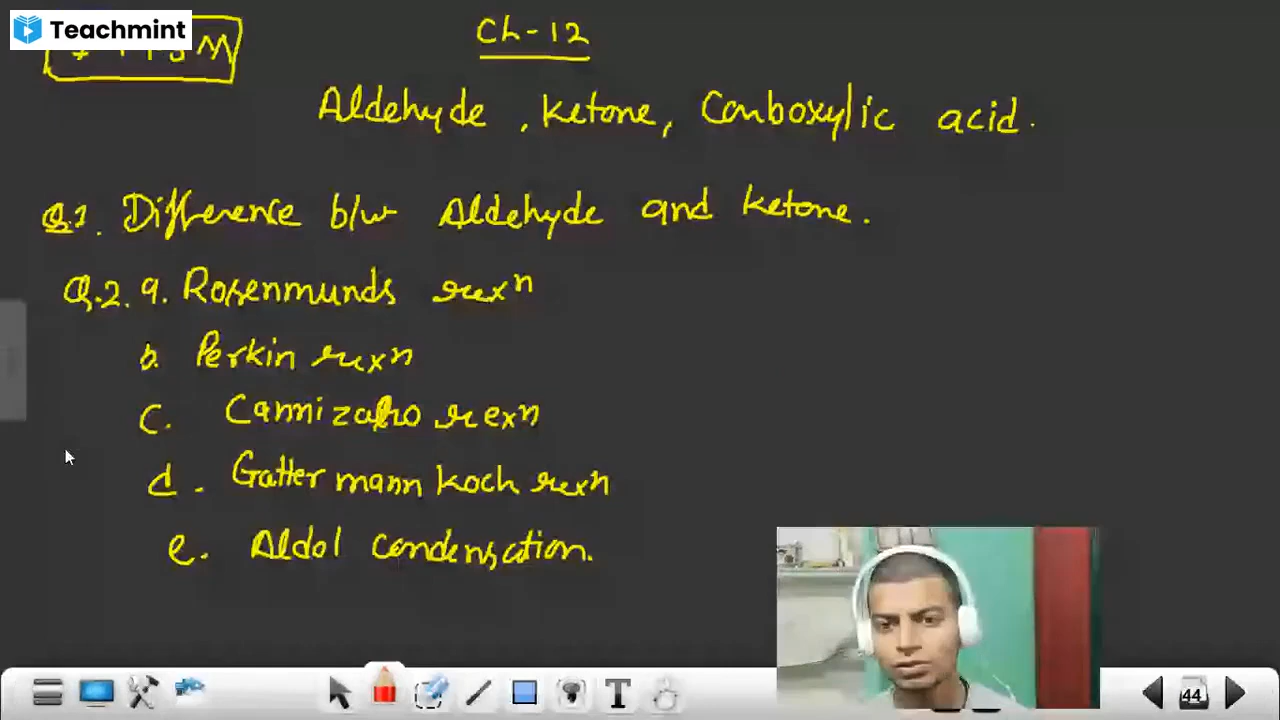 Teachmint
Ch-12
Aldehyde, ketone, Carboxylic acid.
Q1. Difference b/w Aldehyde and ketone.
Q.2. a. Rosenmunds rexn
b. Perkin rexn
C. Cannizaro rexn
d. Gattermann koch rexn
e. Aldol condensation.
T
44